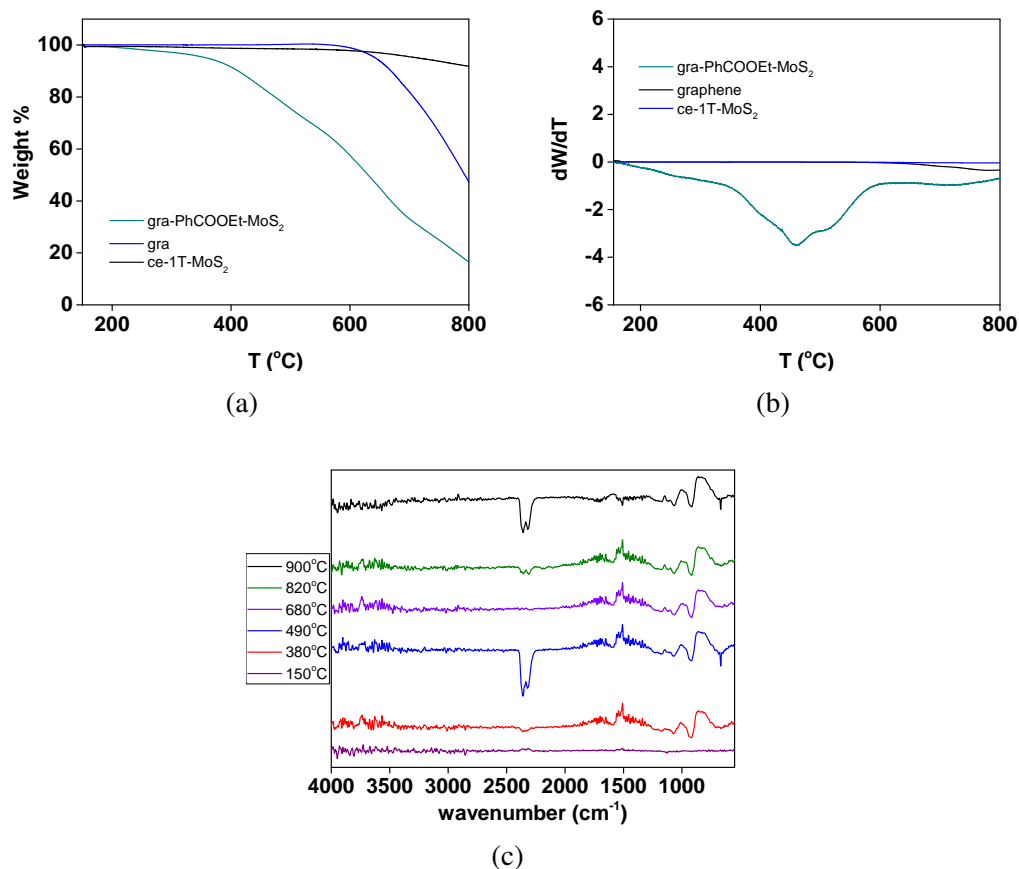 100
80
60
40
20
0
Weight %
gra-PhCOOEt-MoS₂
gra
ce-1T-MoS₂
200 400 600 800
T (°C)
(a)
6
4
2
0
-2
-4
-6
dW/dT
gra-PhCOOEt-MoS₂
graphene
ce-1T-MoS₂
200 400 600 800
T (°C)
(b)
900°C
820°C
680°C
490°C
380°C
150°C
4000 3500 3000 2500 2000 1500 1000
wavenumber (cm⁻¹)
(c)